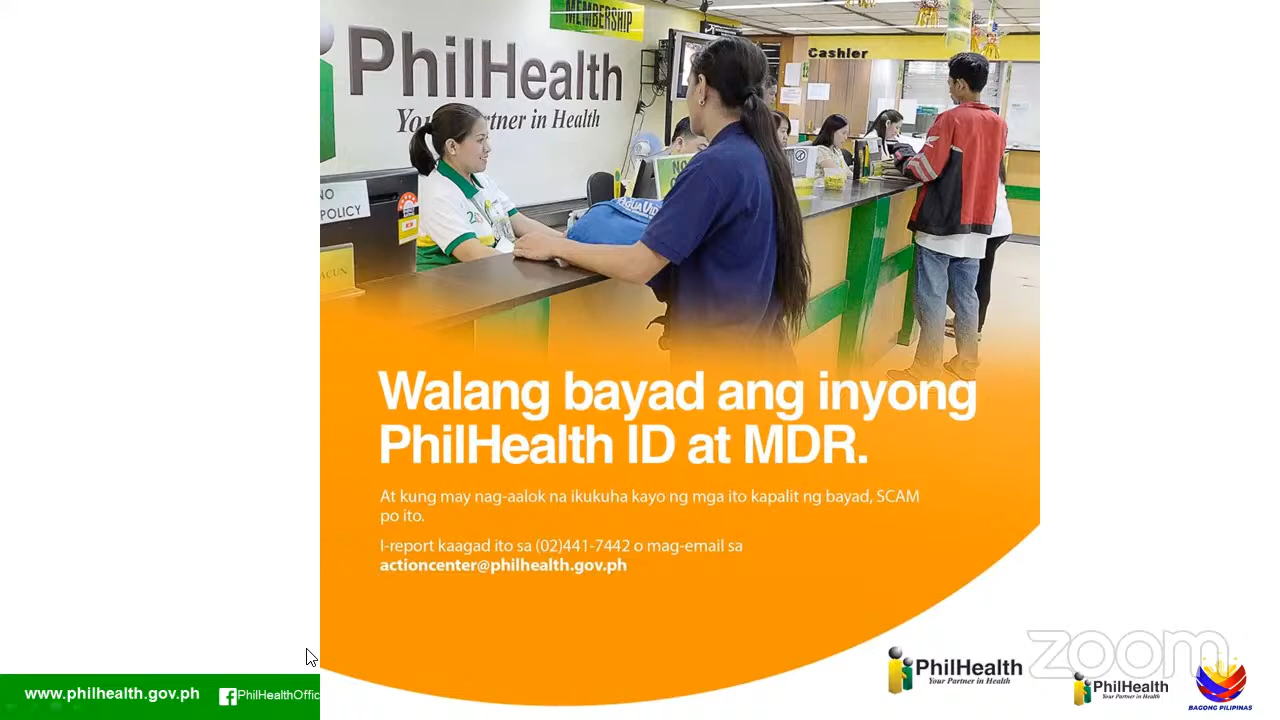 MEMBERSHIP
PhilHealth
Cashier
Partner in Health
NO
POLICY
Walang bayad ang inyong
PhilHealth ID at MDR.
At kung may nag-aalok na ikukuha kayo ng mga ito kapalit ng bayad, SCAM
po ito.
I-report kaagad ito sa (02)441-7442 o mag-email sa
actioncenter@philhealth.gov.ph
zoom
PhilHealth
Your Partner in Health
PhilHealth
Your Partner in Health
BAGONG PILIPINAS
www.philhealth.gov.ph
PhilHealthOffic